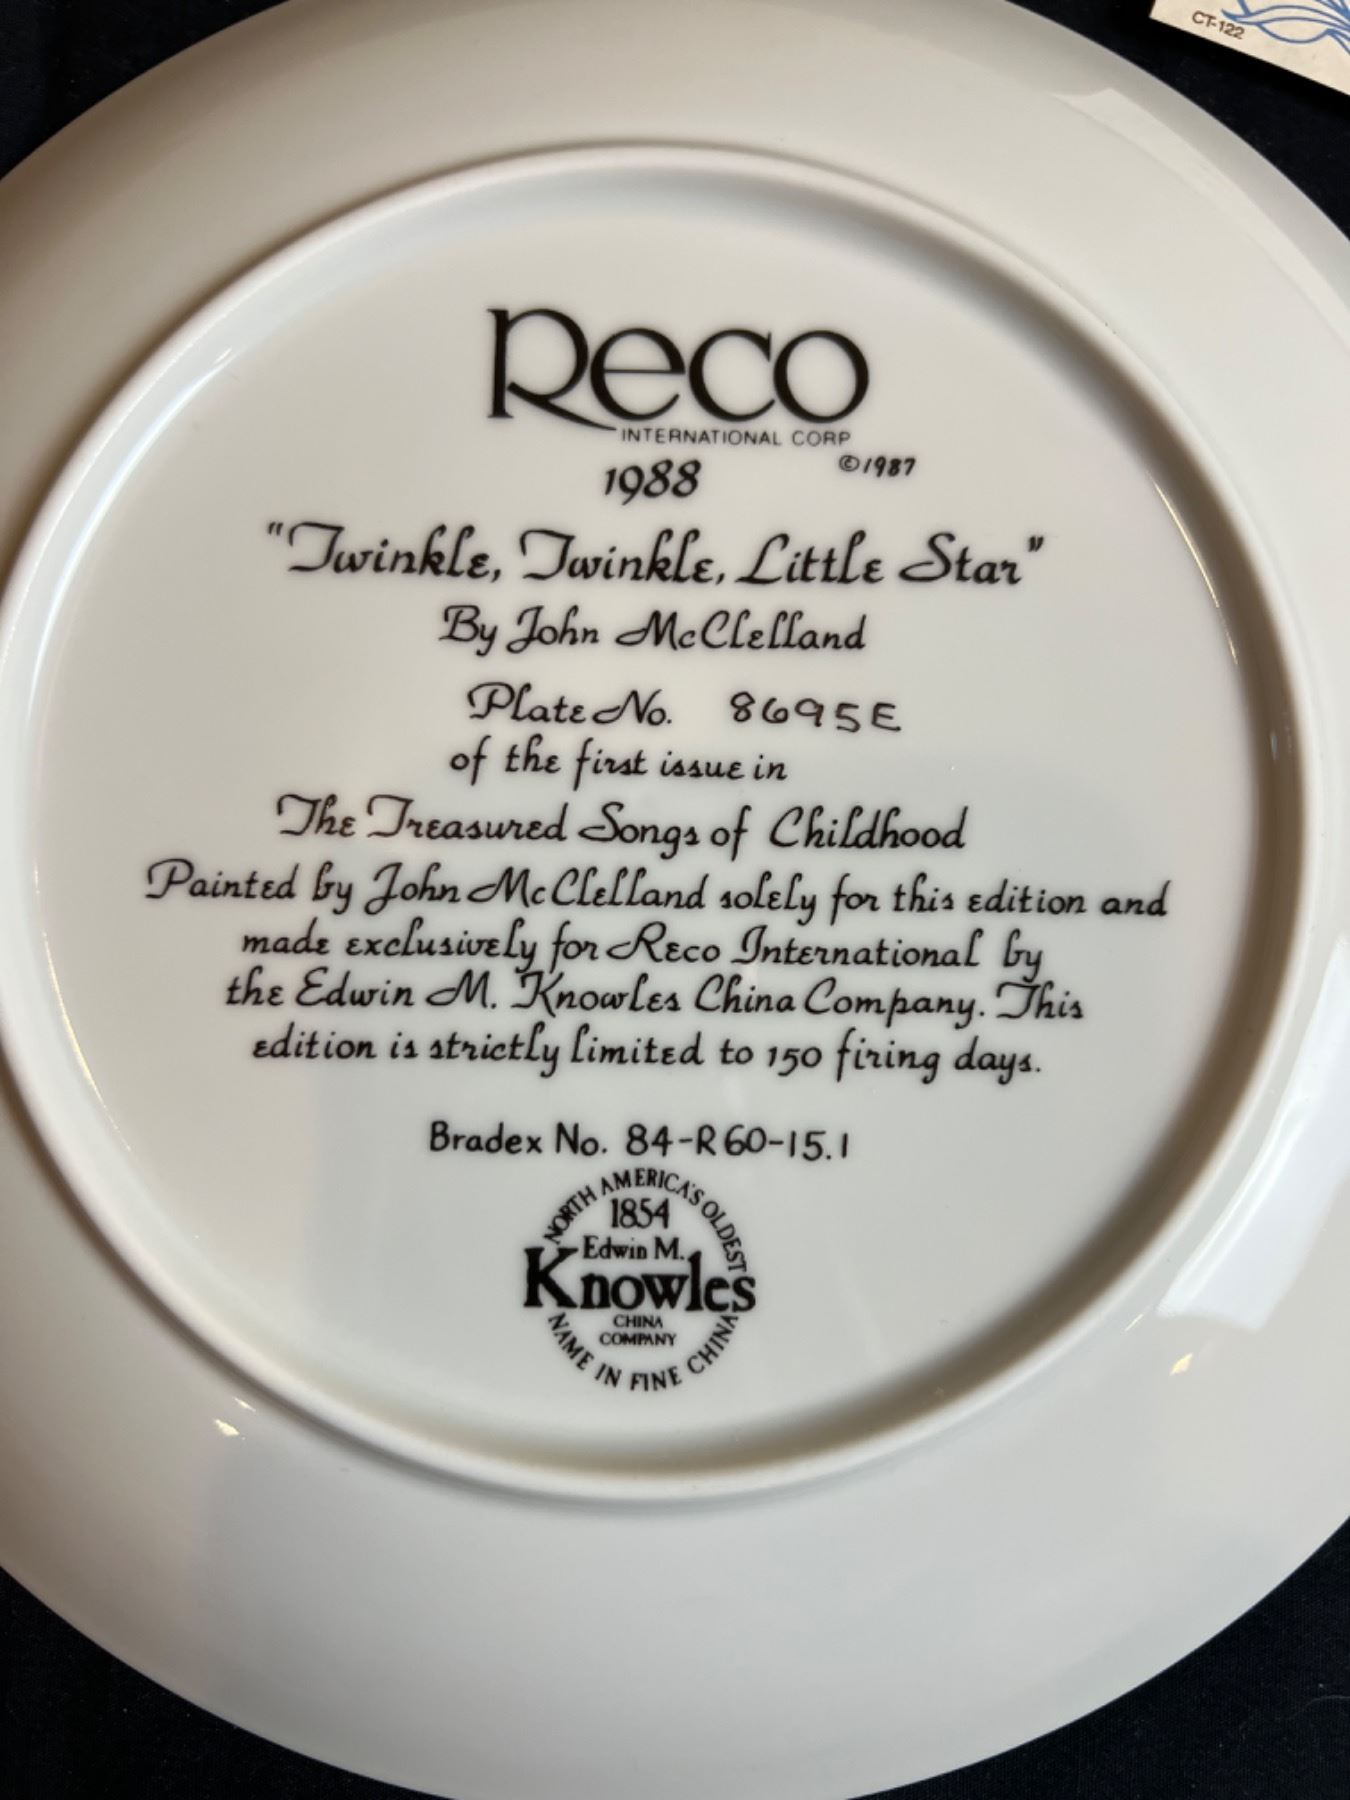 CT-122
Reco
INTERNATIONAL CORP
©1987
1988
"Twinkle, Twinkle, Little Star"
By John McClelland
Plate No. 8695E
of the first issue in
The Treasured Songs of Childhood
Painted by John McClelland solely for this edition and
made exclusively for Reco International by
the Edwin M. Knowles China Company. This
edition is strictly limited to 150 firing days.
Bradex No. 84-R60-15.1
NORTH AMERICA'S OLDEST
1854
Edwin M.
Knowles
CHINA
COMPANY
NAME IN FINE CHINA